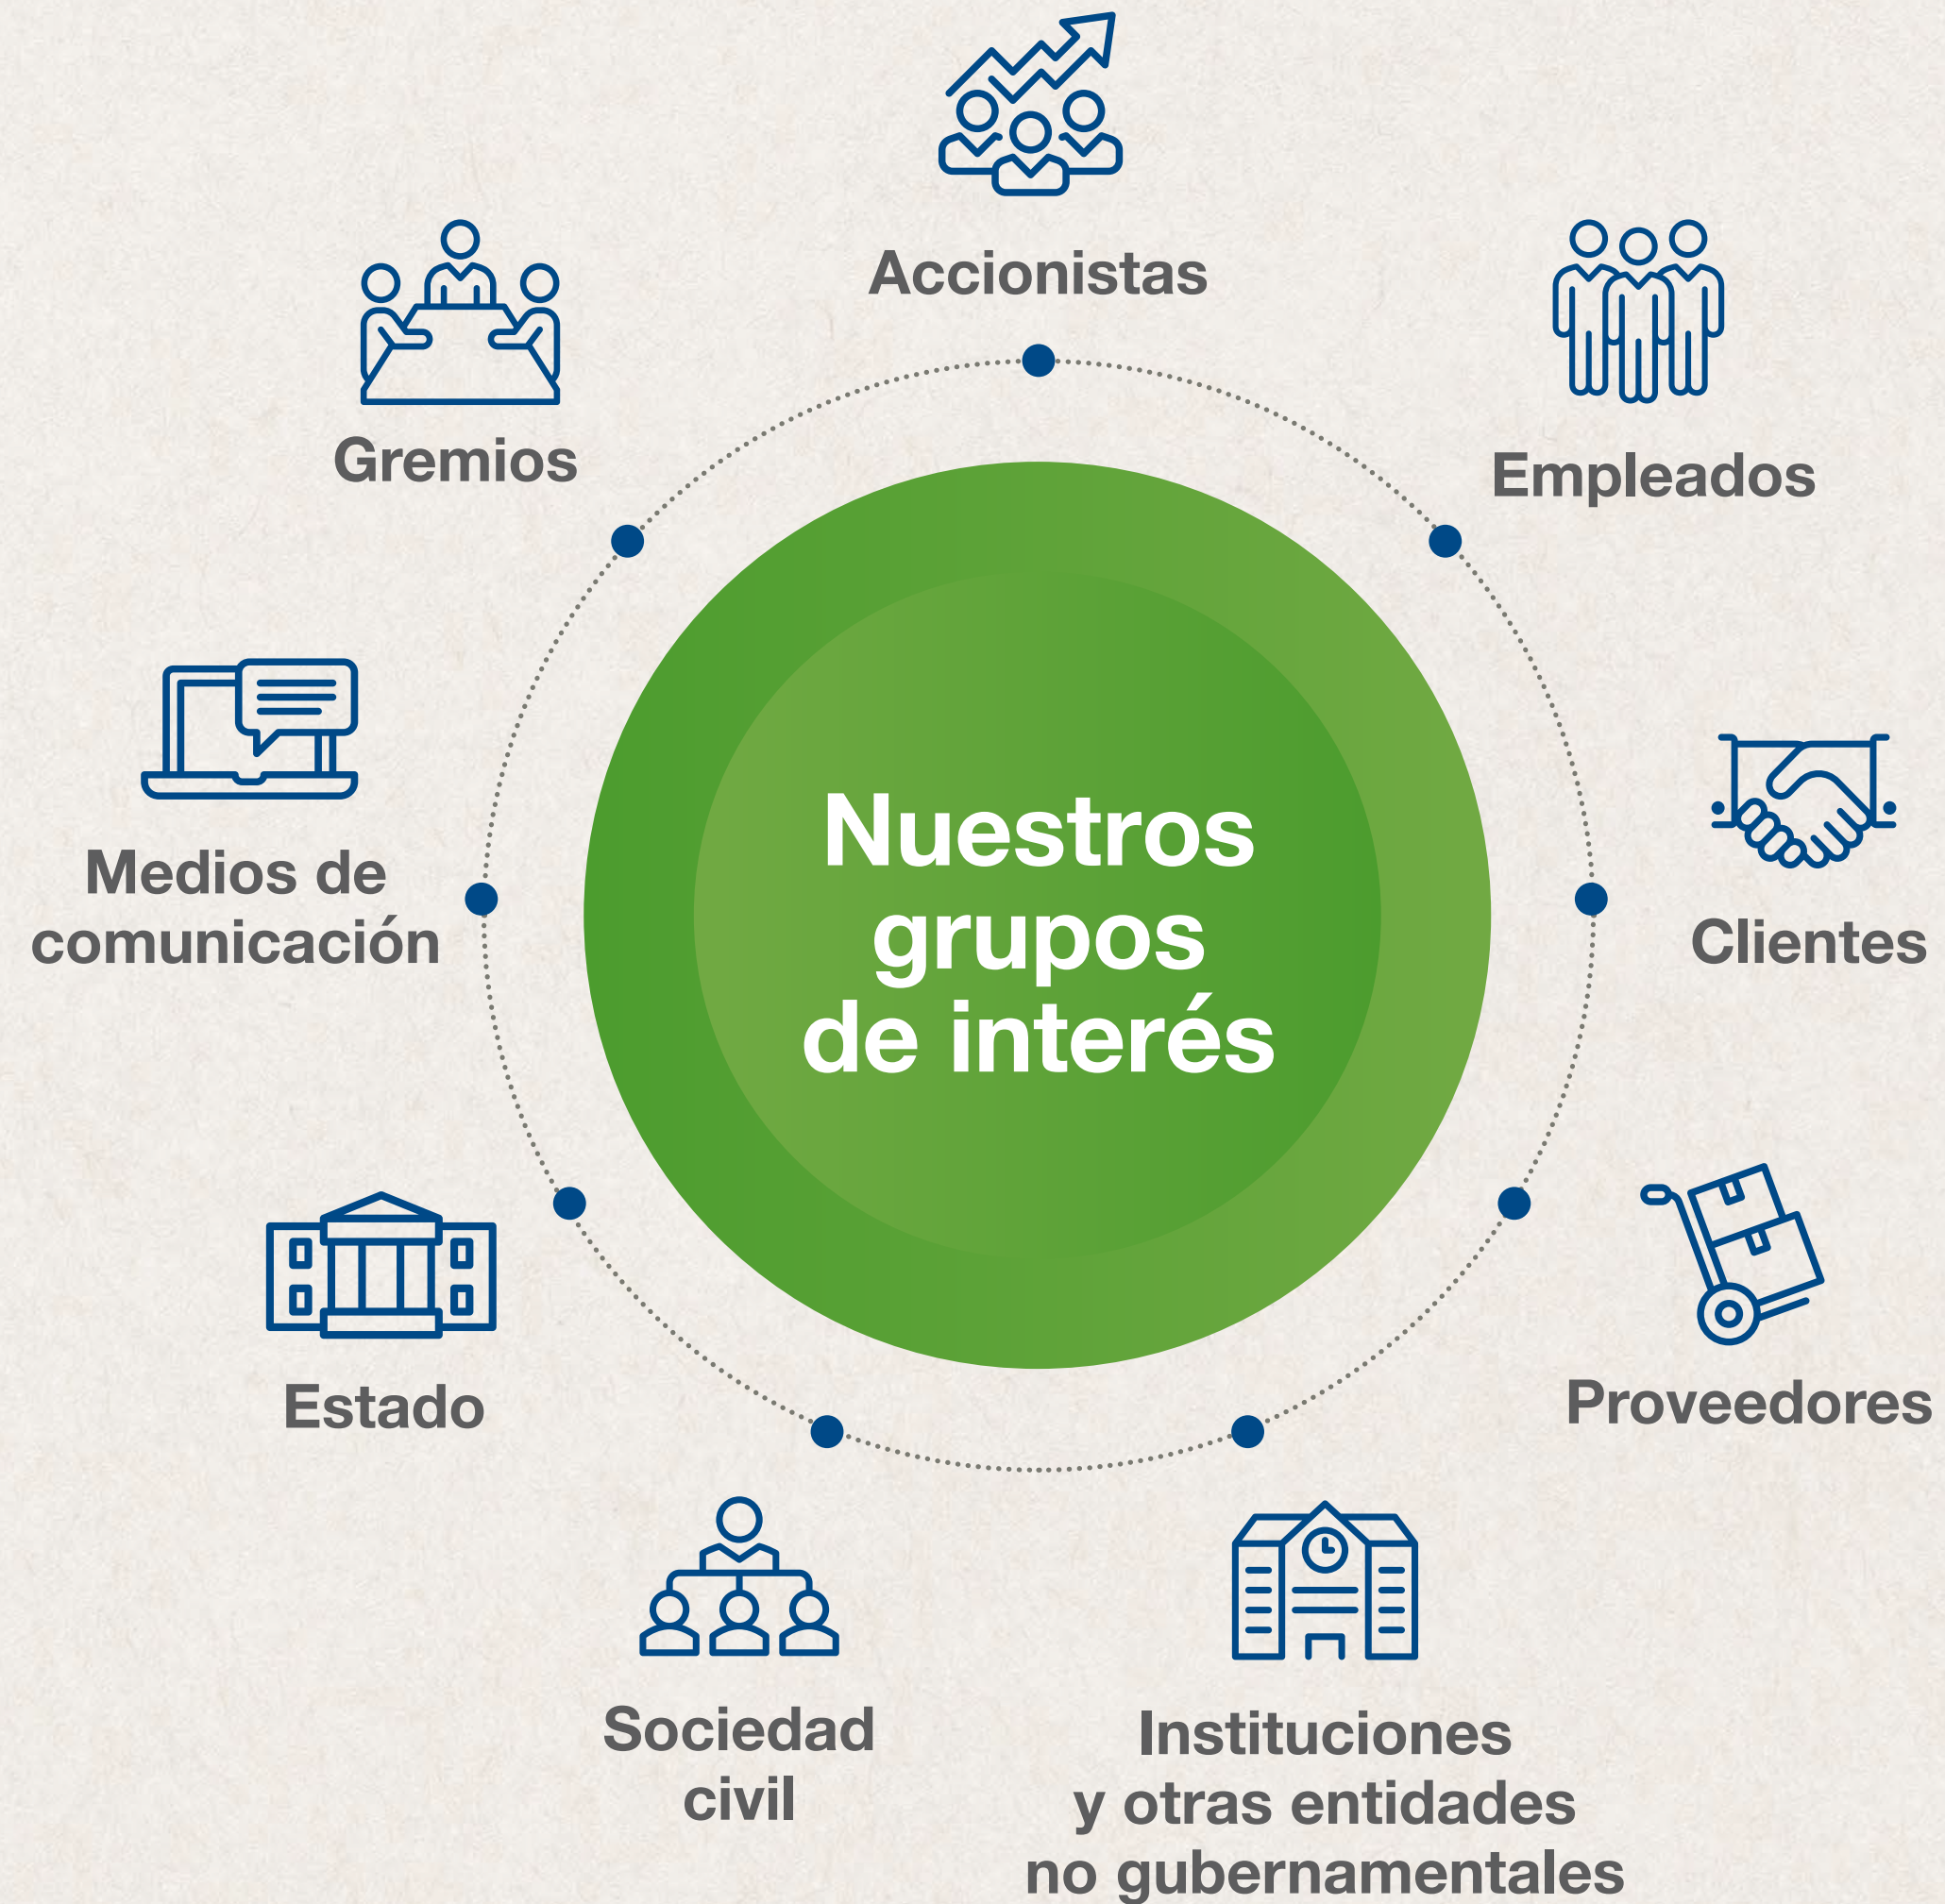 Accionistas
Empleados
Clientes
Proveedores
Instituciones
y otras entidades
no gubernamentales
Sociedad
civil
Estado
Medios de
comunicación
Gremios
Nuestros
grupos
de interés